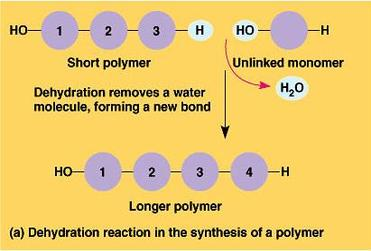 HO 1 2 3 H HO H
Short polymer Unlinked monomer
Dehydration removes a water
molecule, forming a new bond
H₂O
HO 1 2 3 4 H
Longer polymer
(a) Dehydration reaction in the synthesis of a polymer